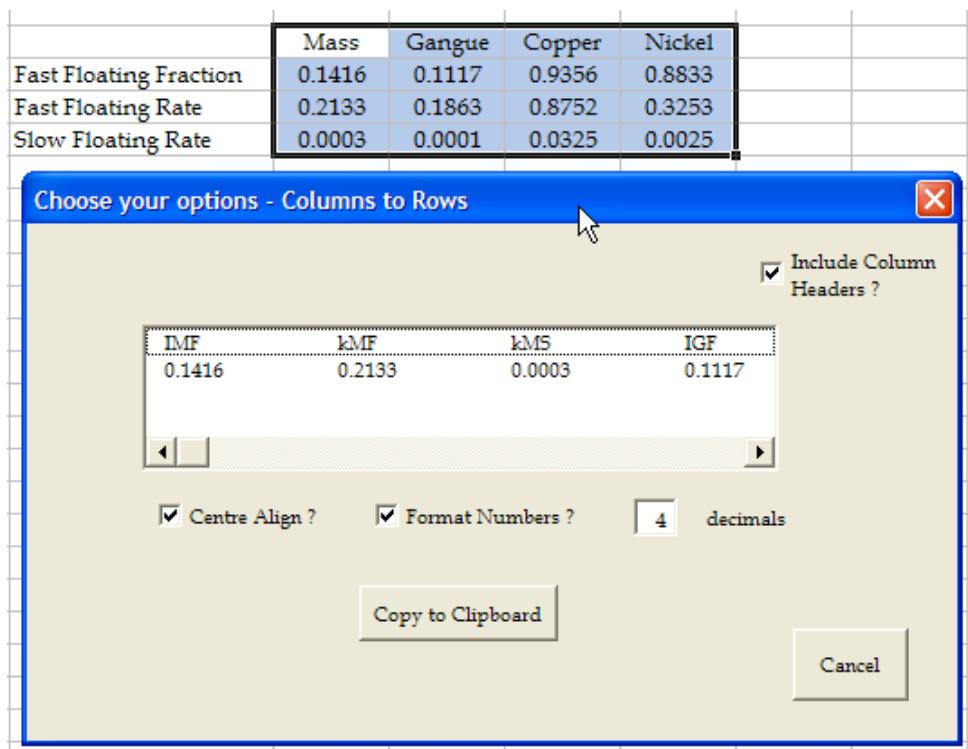 Mass Gangue Copper Nickel
Fast Floating Fraction 0.1416 0.1117 0.9356 0.8833
Fast Floating Rate 0.2133 0.1863 0.8752 0.3253
Slow Floating Rate 0.0003 0.0001 0.0325 0.0025
Choose your options - Columns to Rows
Include Column
Headers ?
IMF kMF kMS IGF
0.1416 0.2133 0.0003 0.1117
Centre Align ? Format Numbers ? 4 decimals
Copy to Clipboard
Cancel